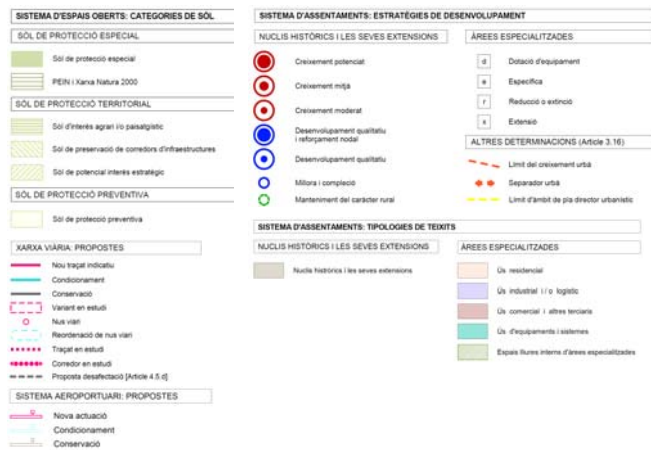 SISTEMA D'ESPAIS OBERTS: CATEGORIES DE SÒL
SÒL DE PROTECCIÓ ESPECIAL
Sòl de protecció especial
PEIN i Xarxa Natura 2000
SÒL DE PROTECCIÓ TERRITORIAL
Sòl d'interès agrari i/o paisatgístic
Sòl de preservació de corredors d'infraestructures
Sòl de potencial interès estratègic
SÒL DE PROTECCIÓ PREVENTIVA
Sòl de protecció preventiva
XARXA VIÀRIA: PROPOSTES
Nou traçat indicatiu
Condicionament
Conservació
Variant en estudi
Nus viari
Reordenació de nus viari
Traçat en estudi
Corredor en estudi
Proposta desafectació [Article 4.5.d]
SISTEMA AEROPORTUARI: PROPOSTES
Nova actuació
Condicionament
Conservació
SISTEMA D'ASSENTAMENTS: ESTRATÈGIES DE DESENVOLUPAMENT
NUCLIS HISTÒRICS I LES SEVES EXTENSIONS
Creixement potenciat
Creixement mitjà
Creixement moderat
Desenvolupament qualitatiu
i reforçament nodal
Desenvolupament qualitatiu
Millora i compleció
Manteniment del caràcter rural
ÀREES ESPECIALITZADES
d Dotació d'equipament
e Específica
r Reducció o extinció
x Extensió
ALTRES DETERMINACIONS (Article 3.16)
Límit del creixement urbà
Separador urbà
Límit d'àmbit de pla director urbanístic
SISTEMA D'ASSENTAMENTS: TIPOLOGIES DE TEIXITS
NUCLIS HISTÒRICS I LES SEVES EXTENSIONS
Nuclis històrics i les seves extensions
ÀREES ESPECIALITZADES
Ús residencial
Ús industrial i / o logístic
Ús comercial i altres terciaris
Ús d'equipaments i sistemes
Espais lliures interns d'àrees especialitzades